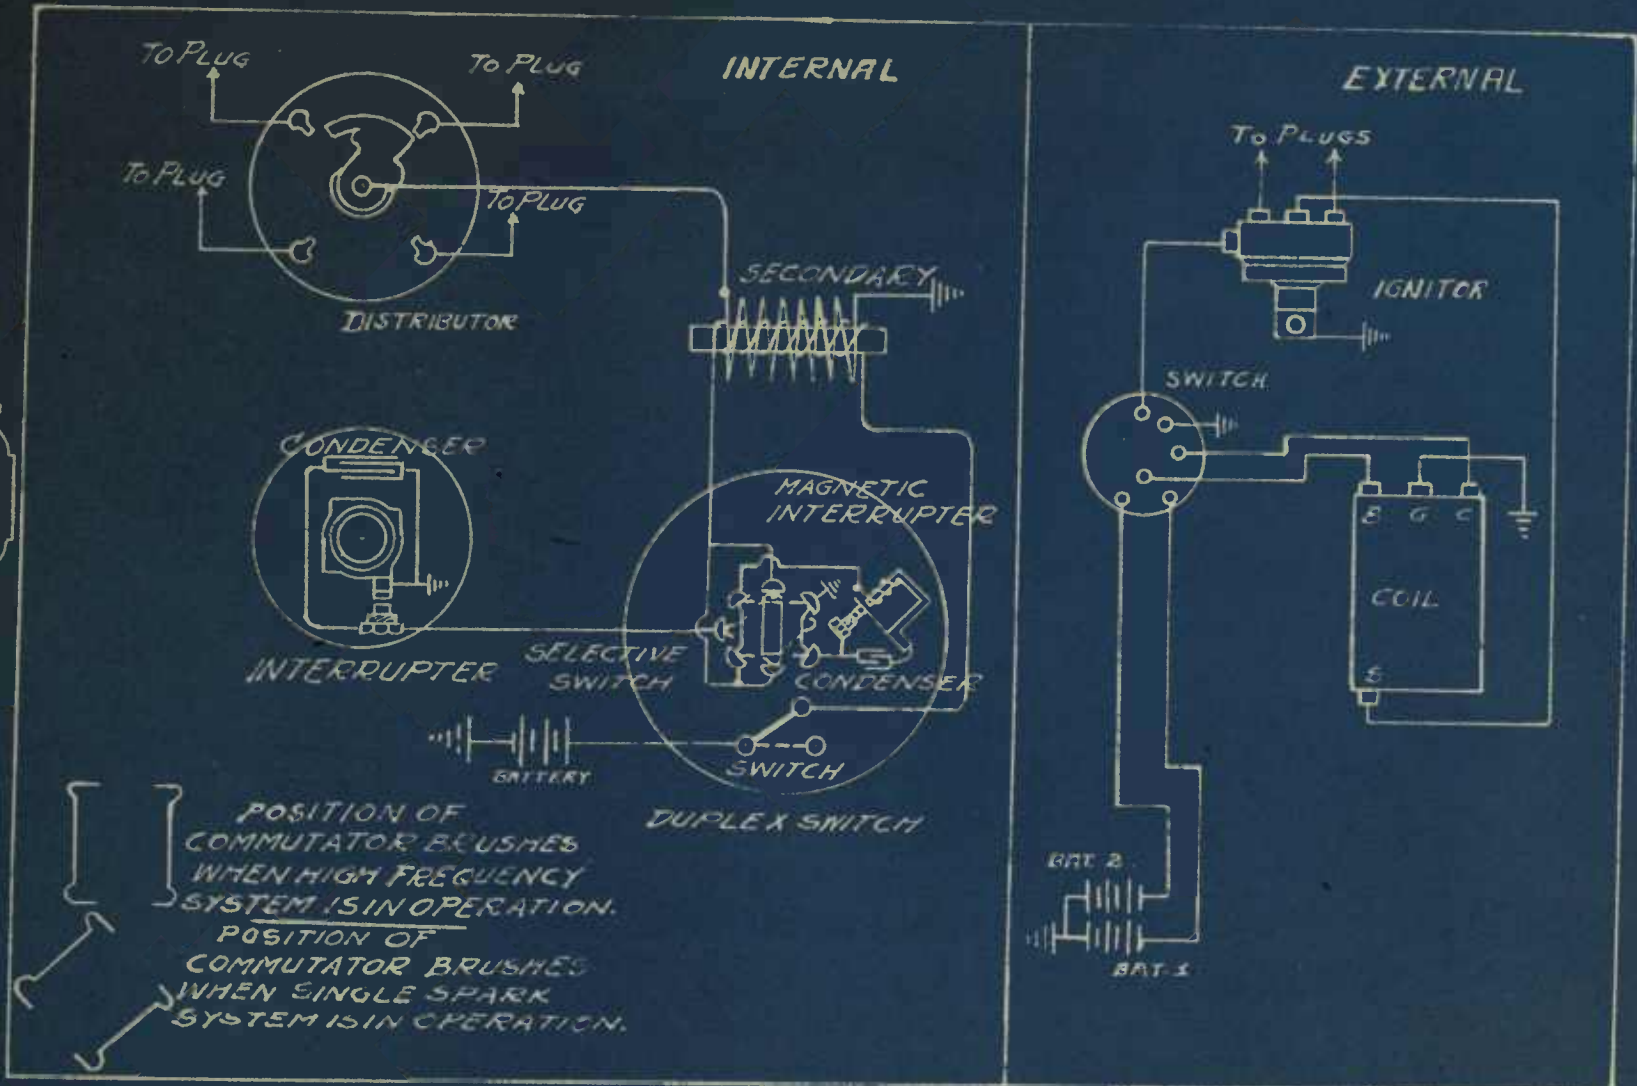 INTERNAL
TO PLUG
TO PLUG
TO PLUG
TO PLUG
DISTRIBUTOR
SECONDARY
CONDENSER
INTERRUPTER
MAGNETIC
INTERRUPTER
SELECTIVE
SWITCH
CONDENSER
SWITCH
BATTERY
DUPLEX SWITCH
POSITION OF
COMMUTATOR BRUSHES
WHEN HIGH FREQUENCY
SYSTEM IS IN OPERATION.
POSITION OF
COMMUTATOR BRUSHES
WHEN SINGLE SPARK
SYSTEM IS IN OPERATION.
EXTERNAL
TO PLUGS
IGNITOR
SWITCH
B G C
COIL
S
BAT. 2
BAT. 1